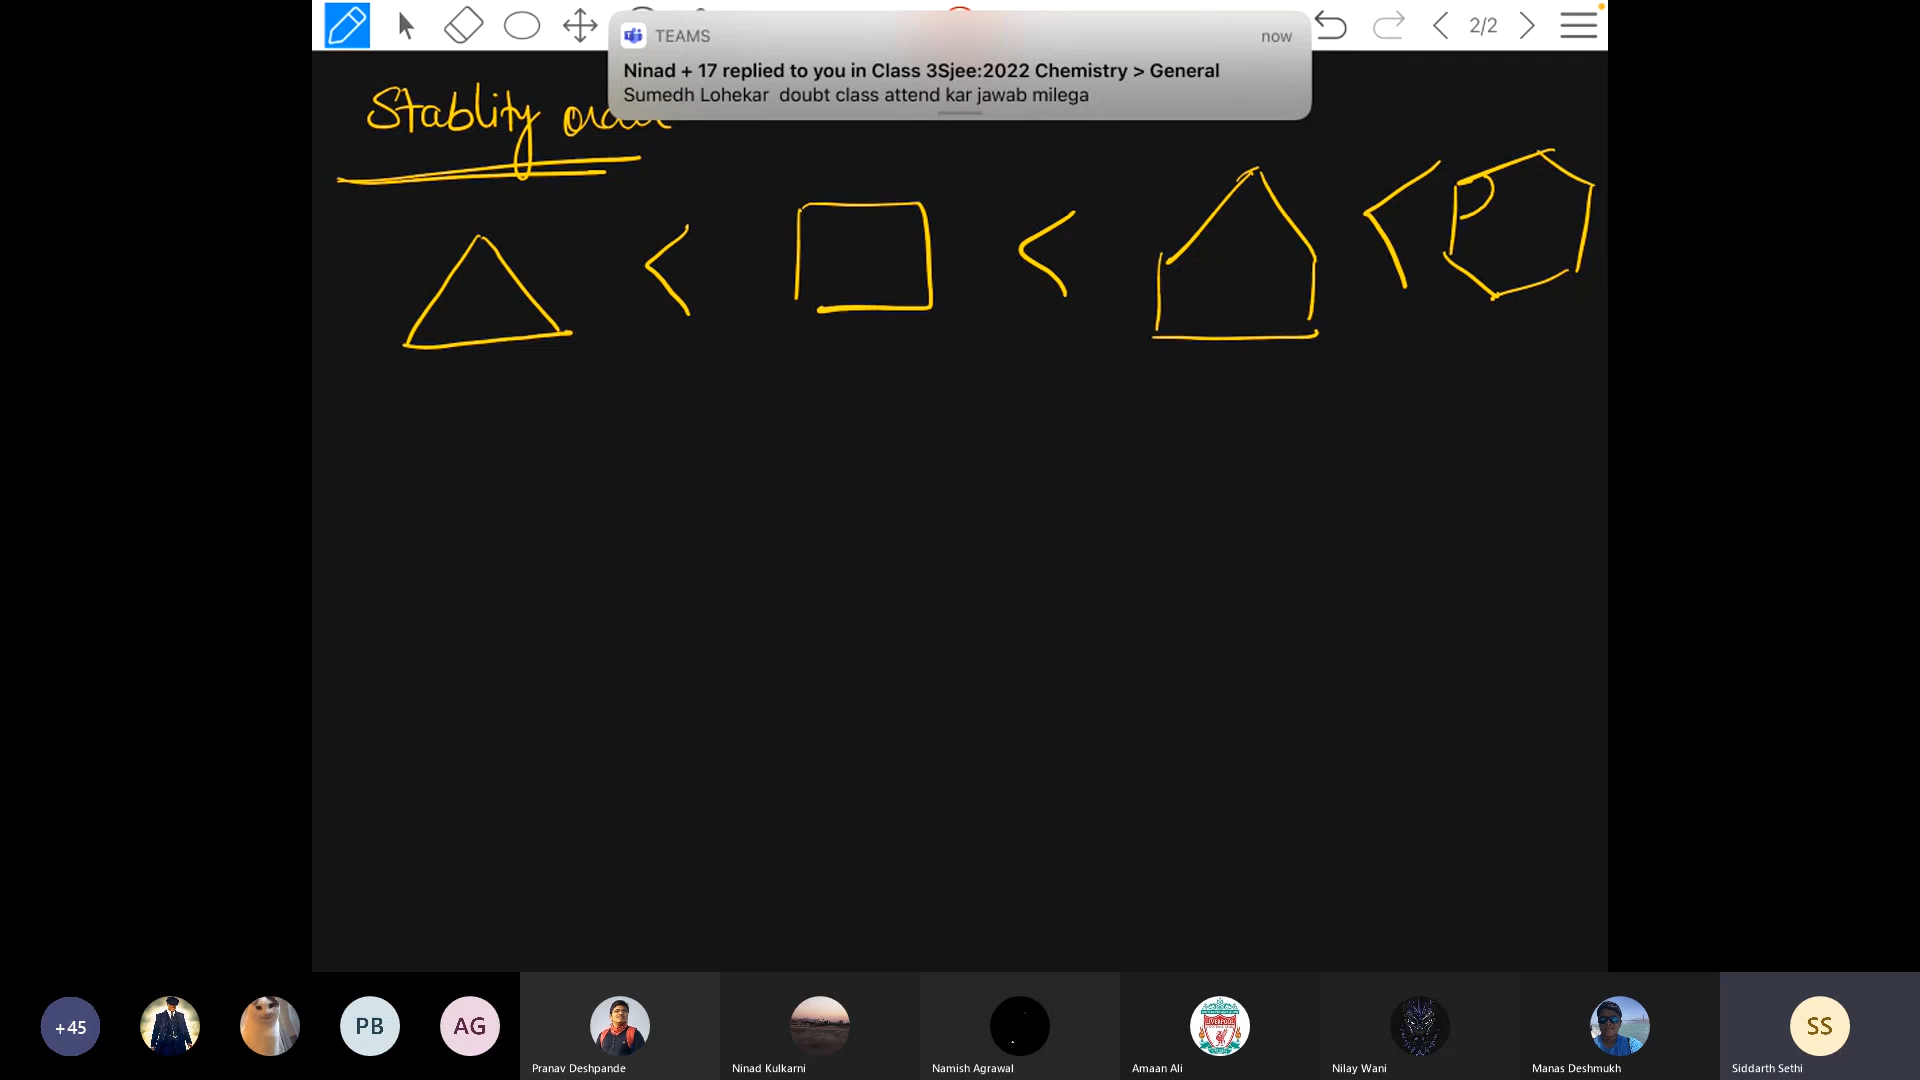 2/2
TEAMS
now
Ninad + 17 replied to you in Class 3Sjee:2022 Chemistry > General
Sumedh Lohekar doubt class attend kar jawab milega
Stablity order
< < <
+45
PB
AG
SS
Pranav Deshpande
Ninad Kulkarni
Namish Agrawal
Amaan Ali
Nilay Wani
Manas Deshmukh
Siddarth Sethi